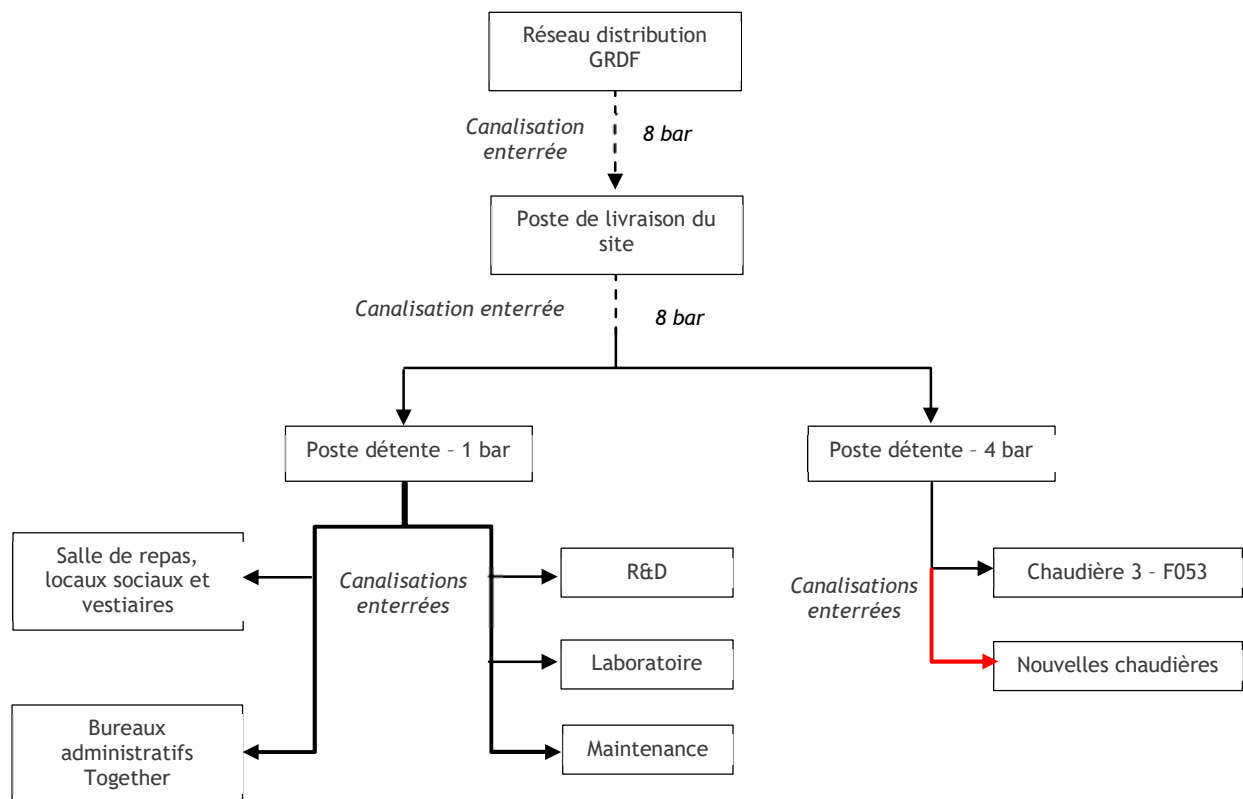 Réseau distribution
GRDF
Canalisation
enterrée
8 bar
Poste de livraison du
site
Canalisation enterrée
8 bar
Poste détente – 1 bar
Poste détente – 4 bar
Salle de repas,
locaux sociaux et
vestiaires
Canalisations
enterrées
R&D
Canalisations
enterrées
Chaudière 3 – F053
Laboratoire
Nouvelles chaudières
Bureaux
administratifs
Together
Maintenance